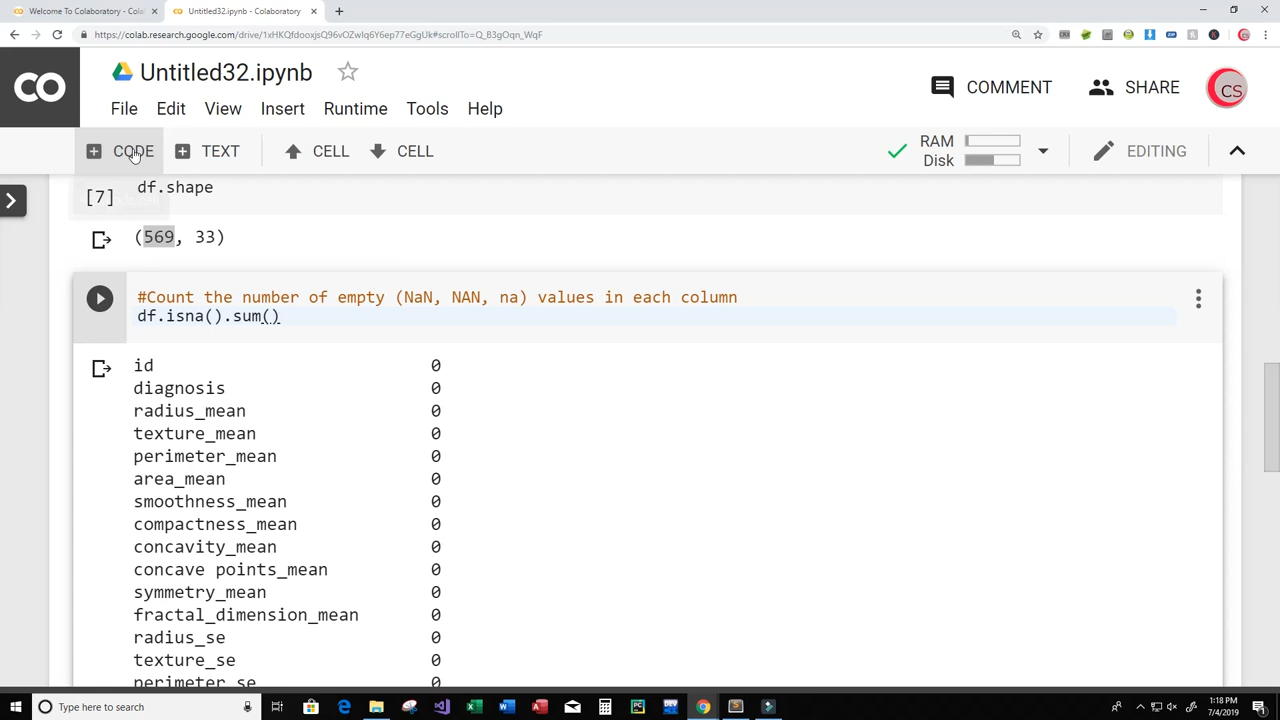 Welcome To Colaboratory - Colab
Untitled32.ipynb - Colaboratory
https://colab.research.google.com/drive/1xHKQfdooxjsQ96vOZwIq6Y6ep77eGgUk#scrollTo=Q_B3gOqn_WqF
CO
Untitled32.ipynb
COMMENT
SHARE
CS
File Edit View Insert Runtime Tools Help
CODE TEXT CELL CELL
RAM
Disk
EDITING
[7]
df.shape
(569, 33)
#Count the number of empty (NaN, NAN, na) values in each column
df.isna().sum()
id 0
diagnosis 0
radius_mean 0
texture_mean 0
perimeter_mean 0
area_mean 0
smoothness_mean 0
compactness_mean 0
concavity_mean 0
concave points_mean 0
symmetry_mean 0
fractal_dimension_mean 0
radius_se 0
texture_se 0
perimeter_se 0
Type here to search
1:18 PM
7/4/2019